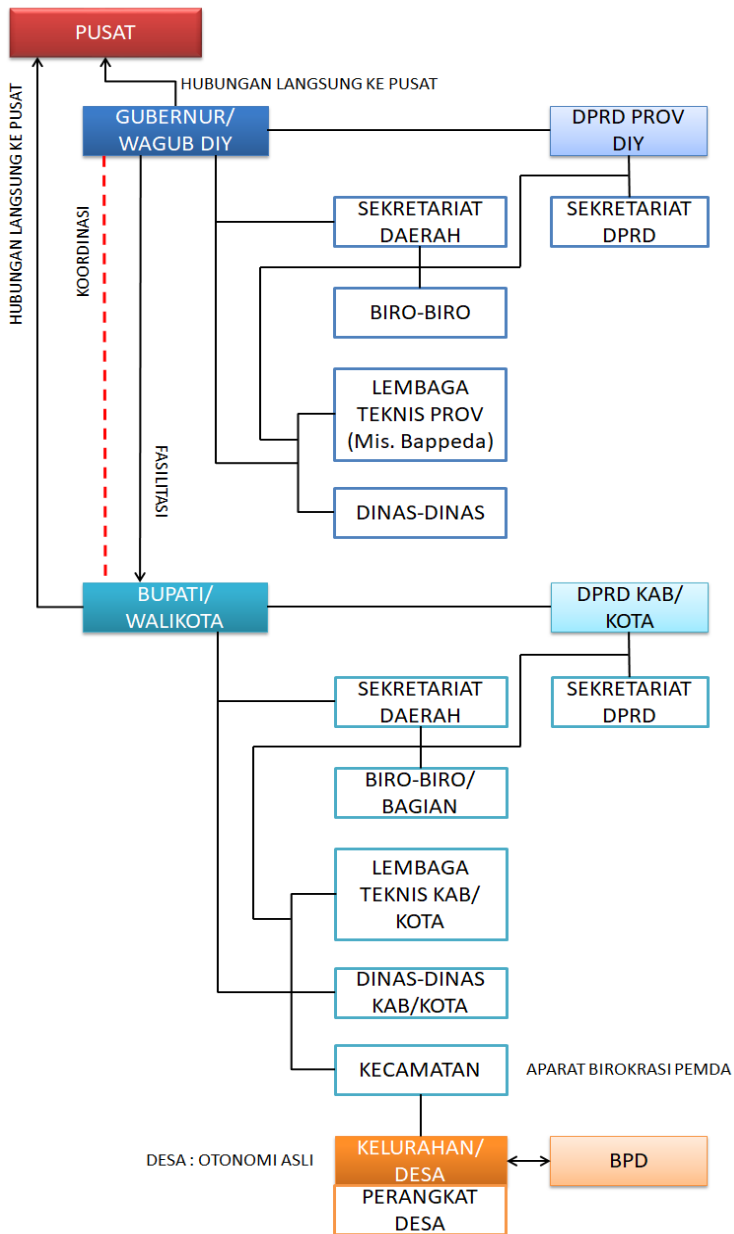 PUSAT
HUBUNGAN LANGSUNG KE PUSAT
HUBUNGAN LANGSUNG KE PUSAT
GUBERNUR/
WAGUB DIY
DPRD PROV
DIY
KOORDINASI
SEKRETARIAT
DAERAH
SEKRETARIAT
DPRD
BIRO-BIRO
LEMBAGA
TEKNIS PROV
(Mis. Bappeda)
FASILITASI
DINAS-DINAS
BUPATI/
WALIKOTA
DPRD KAB/
KOTA
SEKRETARIAT
DAERAH
SEKRETARIAT
DPRD
BIRO-BIRO/
BAGIAN
LEMBAGA
TEKNIS KAB/
KOTA
DINAS-DINAS
KAB/KOTA
KECAMATAN
APARAT BIROKRASI PEMDA
DESA : OTONOMI ASLI
KELURAHAN/
DESA
BPD
PERANGKAT
DESA